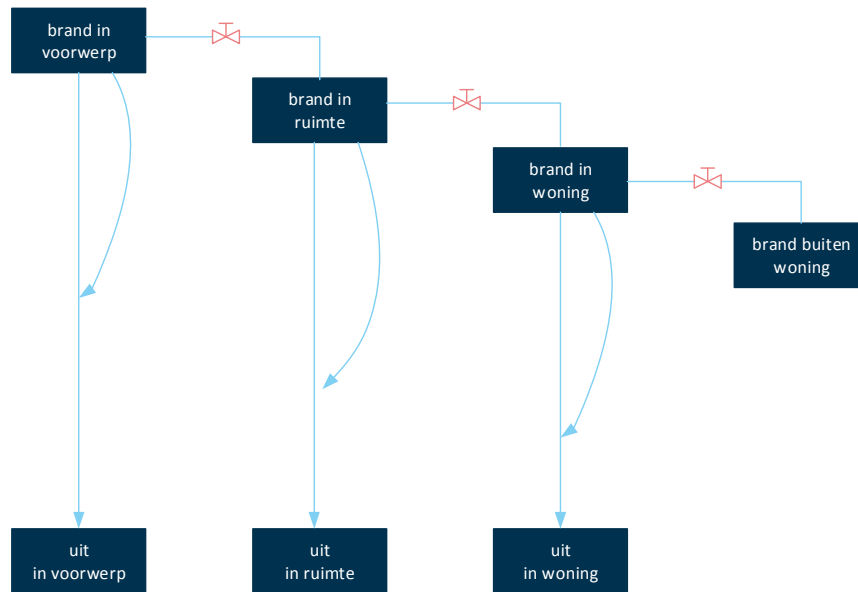 brand in
voorwerp
brand in
ruimte
brand in
woning
brand buiten
woning
uit
in voorwerp
uit
in ruimte
uit
in woning